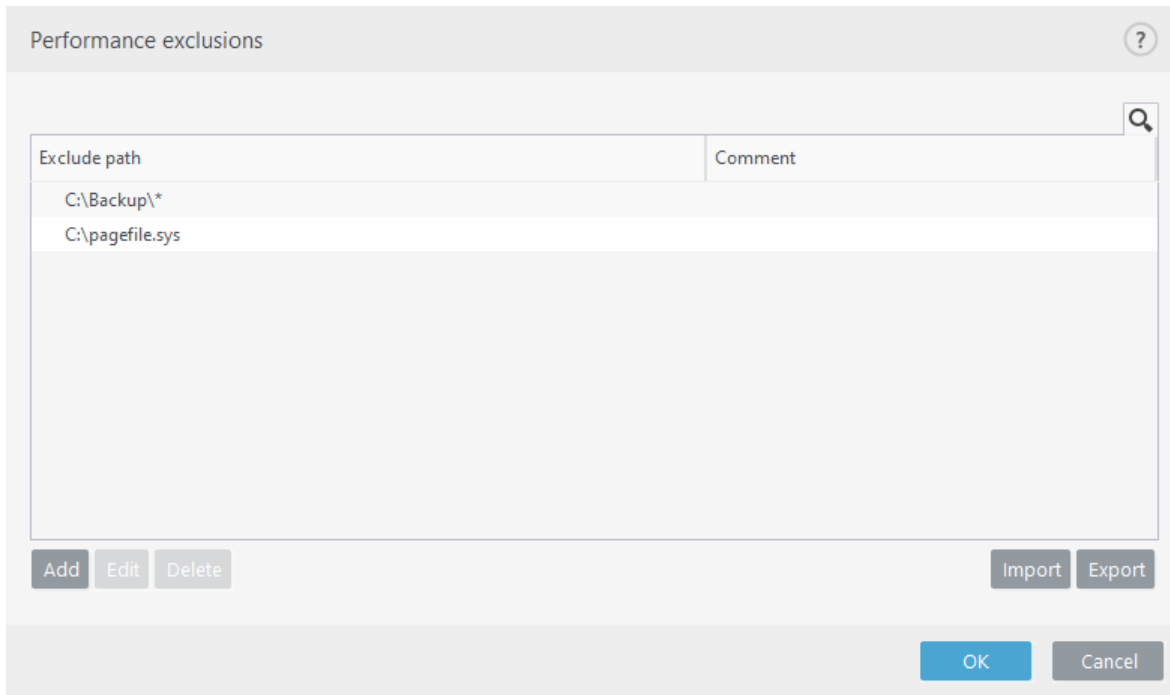 Performance exclusions
?
Exclude path Comment
C:\Backup\*
C:\pagefile.sys
Add Edit Delete Import Export
OK Cancel